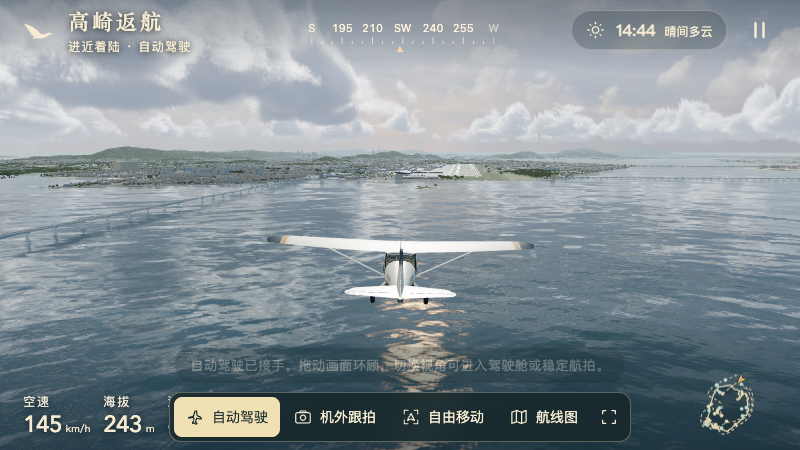 高崎返航
进近着陆 · 自动驾驶
S 195 210 SW 240 255 W
14:44 晴间多云
自动驾驶已接手。拖动画面环顾，切换视角可进入驾驶舱或稳定航拍。
空速
145 km/h
海拔
243 m
自动驾驶
机外跟拍
自由移动
航线图